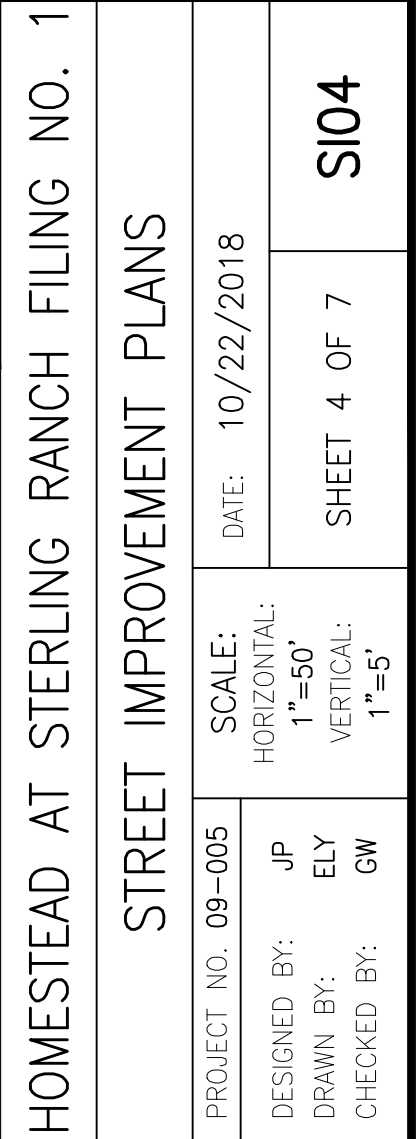 HOMESTEAD AT STERLING RANCH FILING NO. 1
STREET IMPROVEMENT PLANS
PROJECT NO. 09-005
DESIGNED BY: JP
DRAWN BY: ELY
CHECKED BY: GW
SCALE:
HORIZONTAL:
1"=50'
VERTICAL:
1"=5'
DATE: 10/22/2018
SHEET 4 OF 7
SI04